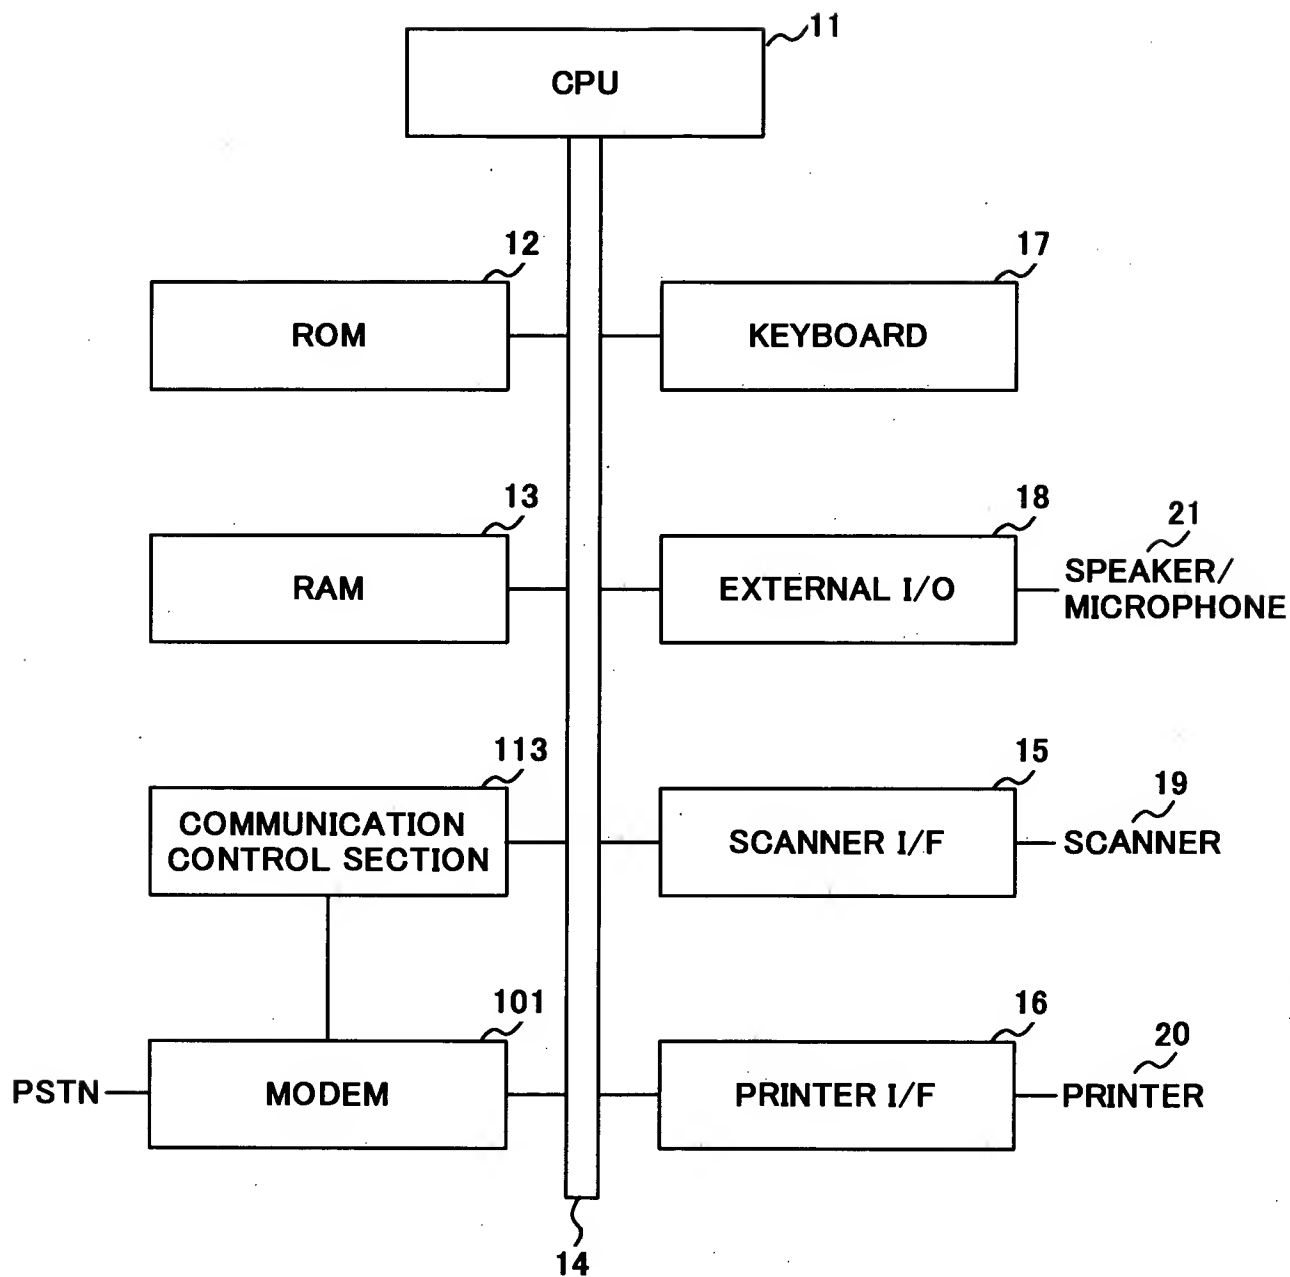 11
CPU
12
17
ROM
KEYBOARD
13
18
21
RAM
EXTERNAL I/O
SPEAKER/
MICROPHONE
113
15
19
COMMUNICATION
CONTROL SECTION
SCANNER I/F
SCANNER
101
16
20
PSTN
MODEM
PRINTER I/F
PRINTER
14